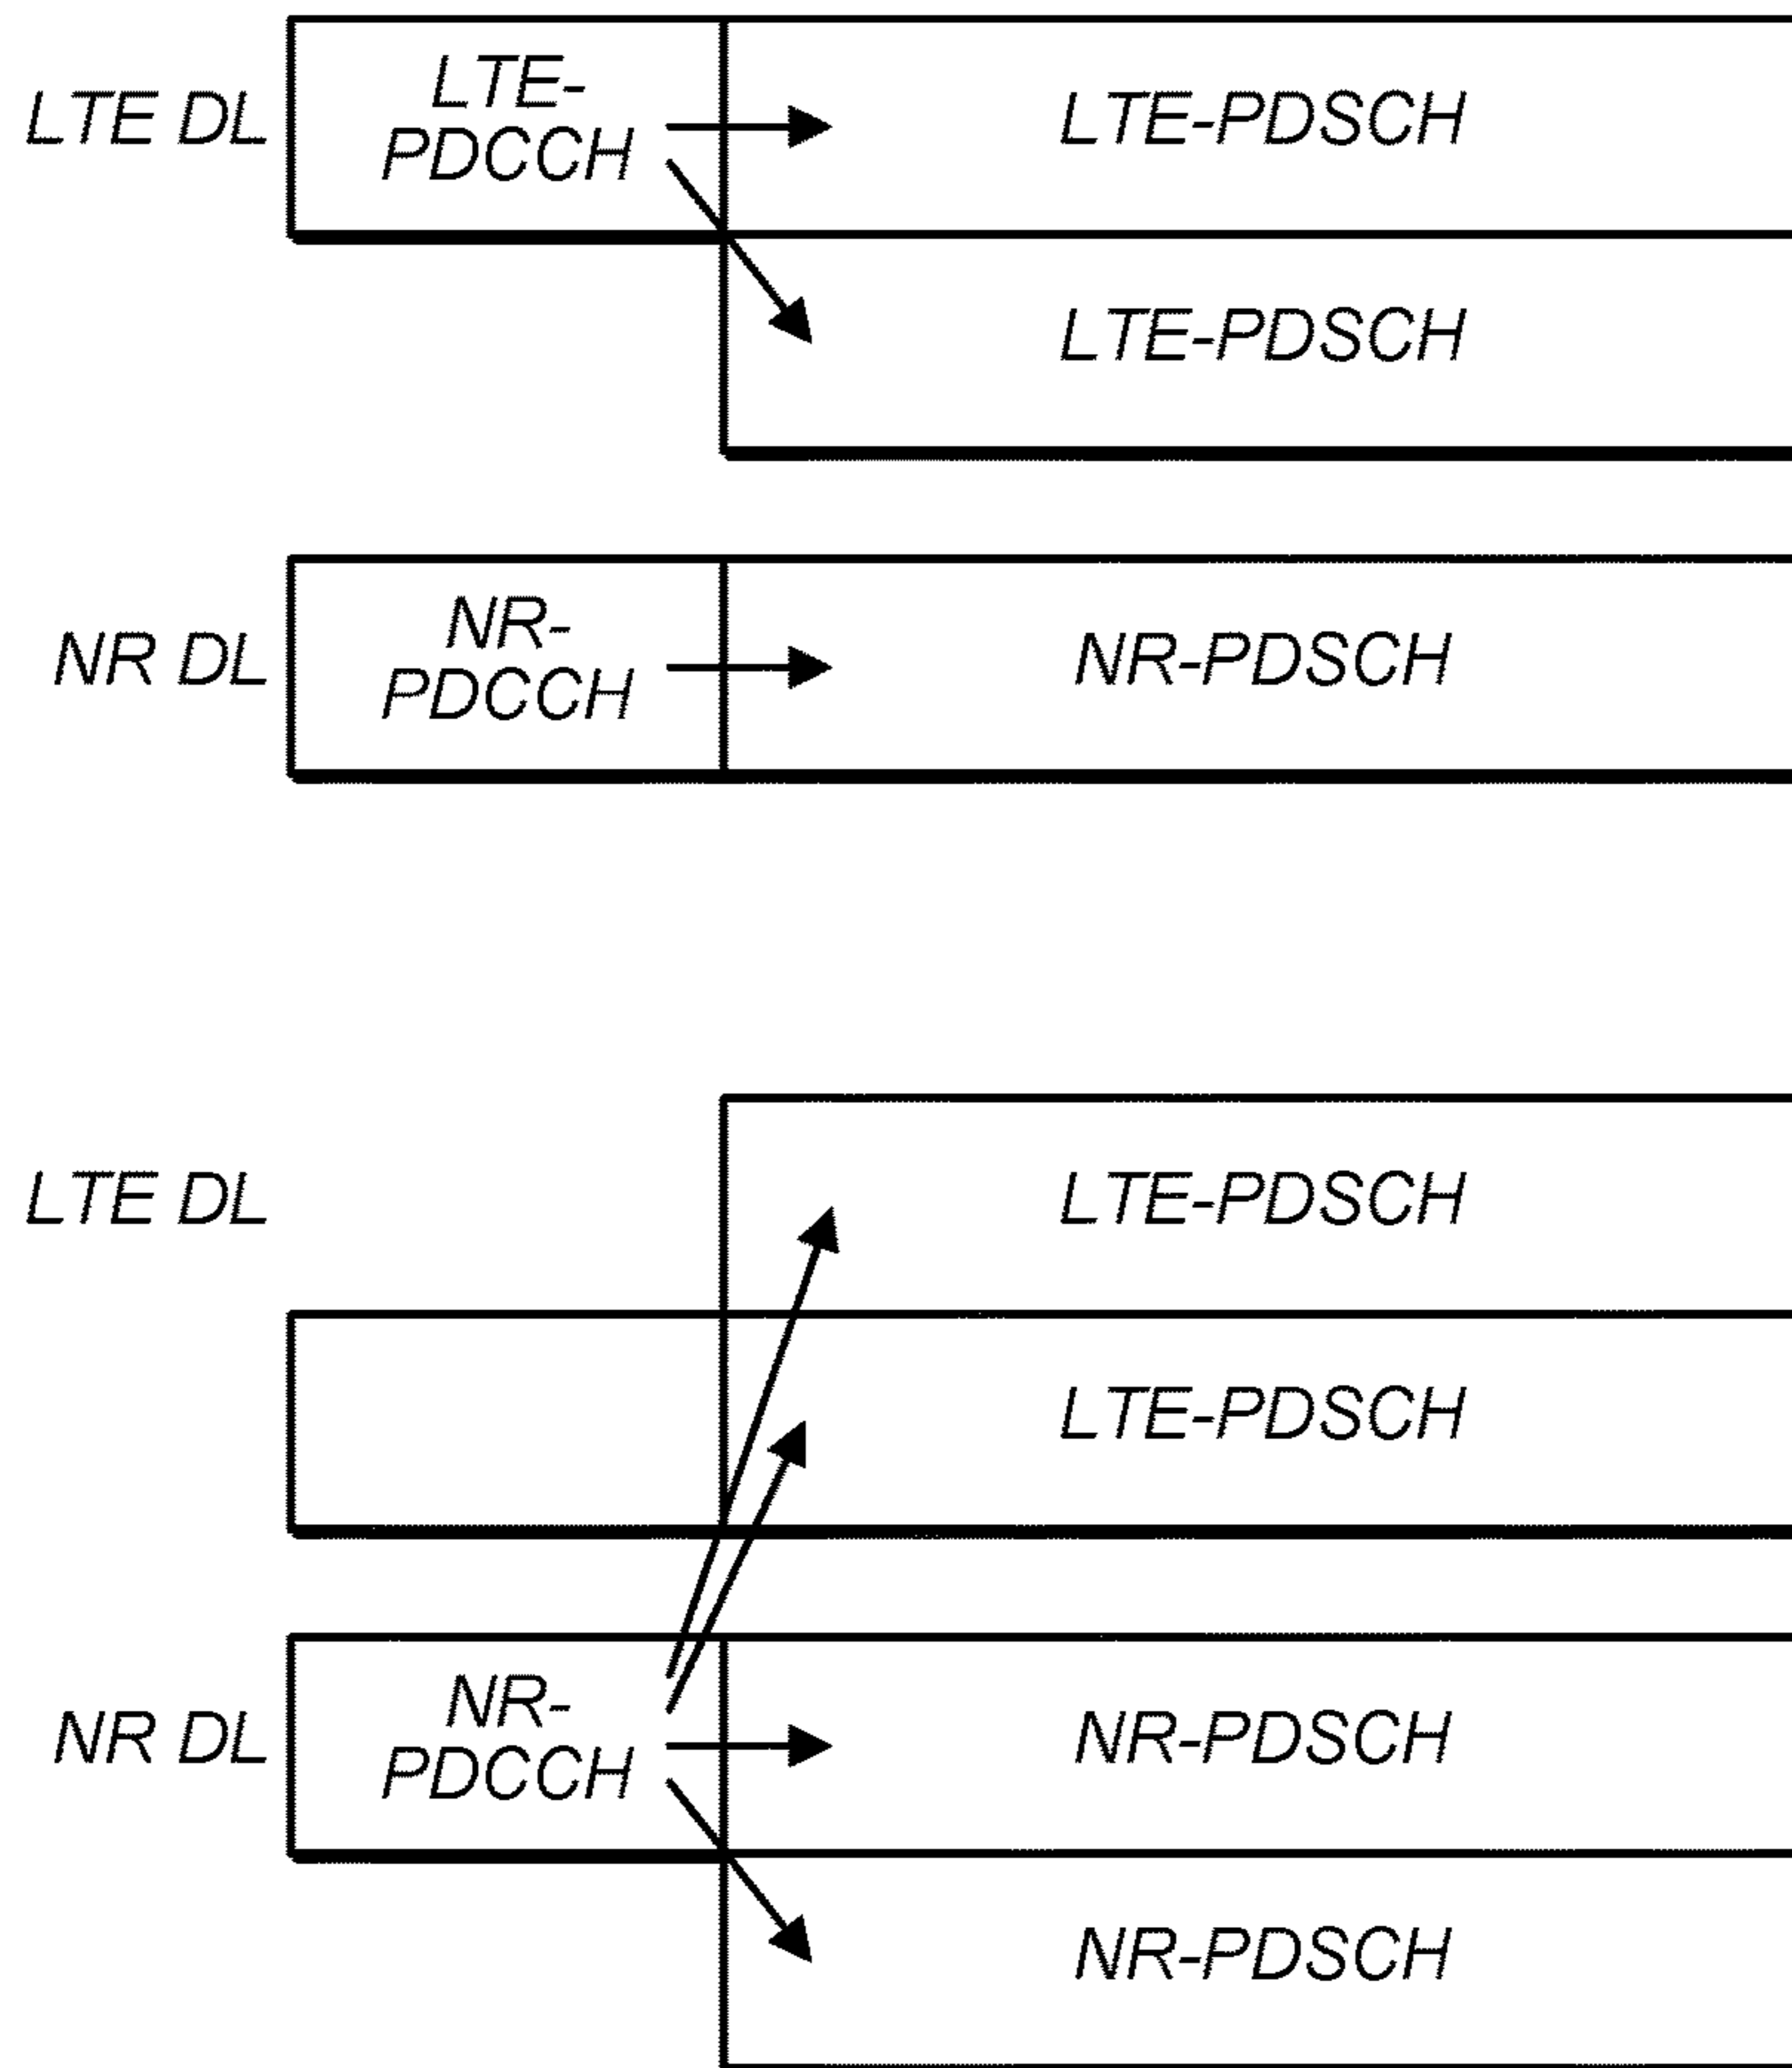 LTE DL
LTE-
PDCCH
LTE-PDSCH
LTE-PDSCH
NR DL
NR-
PDCCH
NR-PDSCH
LTE DL
LTE-PDSCH
LTE-PDSCH
NR DL
NR-
PDCCH
NR-PDSCH
NR-PDSCH